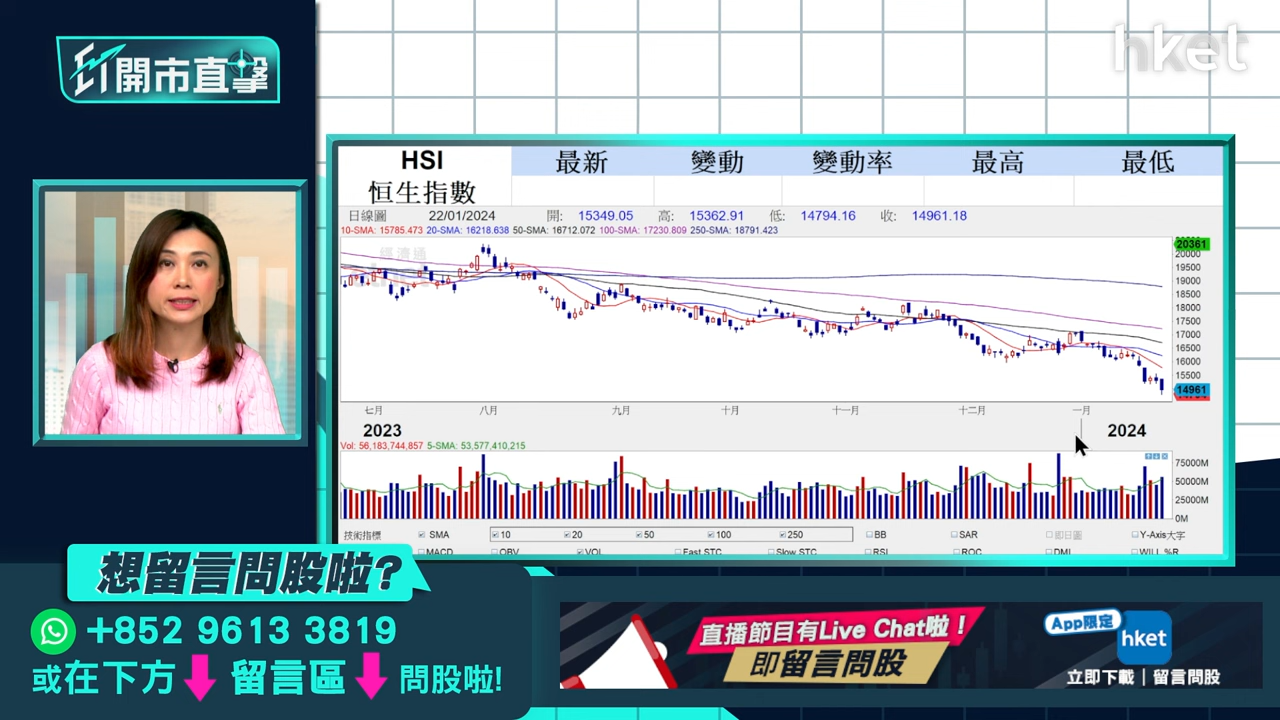 開市直擊
hket
HSI
恒生指數
最新 變動 變動率 最高 最低
日線圖 22/01/2024 開: 15349.05 高: 15362.91 低: 14794.16 收: 14961.18
10-SMA: 15785.473 20-SMA: 16218.638 50-SMA: 16712.072 100-SMA: 17230.809 250-SMA: 18791.423
經濟通
20361
20000
19500
19000
18500
18000
17500
17000
16500
16000
15500
14961
七月 八月 九月 十月 十一月 十二月 一月
2023 2024
Vol: 56,183,744,857 5-SMA: 53,577,410,215
75000M
50000M
25000M
0M
技術指標 SMA 10 20 50 100 250 BB SAR 即日圖 Y-Axis大字
MACD OBV VOL Fast STC Slow STC RSI ROC DMI WILL %R
想留言問股啦?
+852 9613 3819
或在下方 留言區 問股啦!
直播節目有Live Chat啦!
即留言問股
App限定
hket
立即下載 | 留言問股